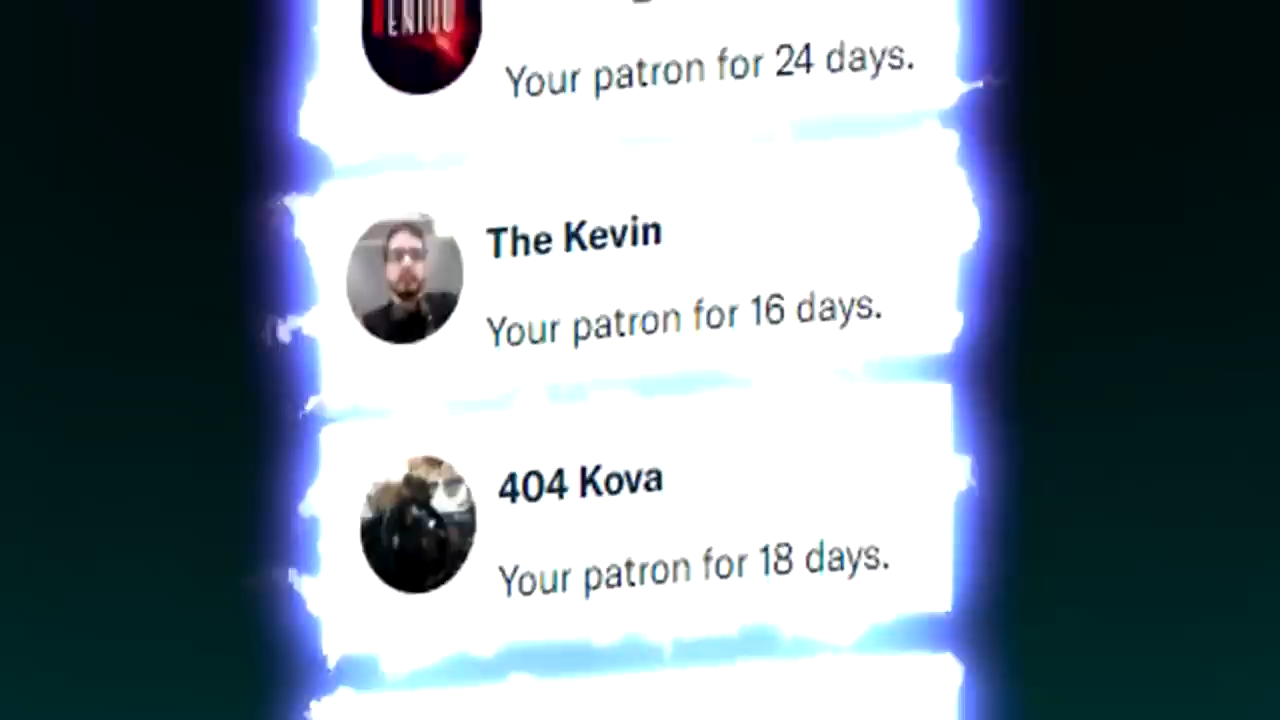 Your patron for 24 days.
The Kevin
Your patron for 16 days.
404 Kova
Your patron for 18 days.